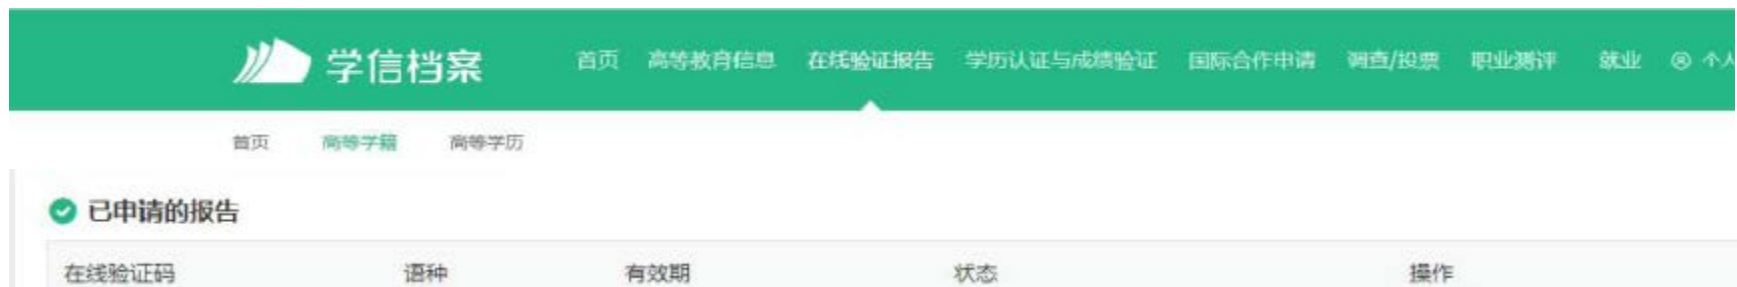 学信档案 首页 高等教育信息 在线验证报告 学历认证与成绩验证 国际合作申请 调查/投票 职业测评 就业 个人
首页 高等学籍 高等学历
已申请的报告
在线验证码 语种 有效期 状态 操作